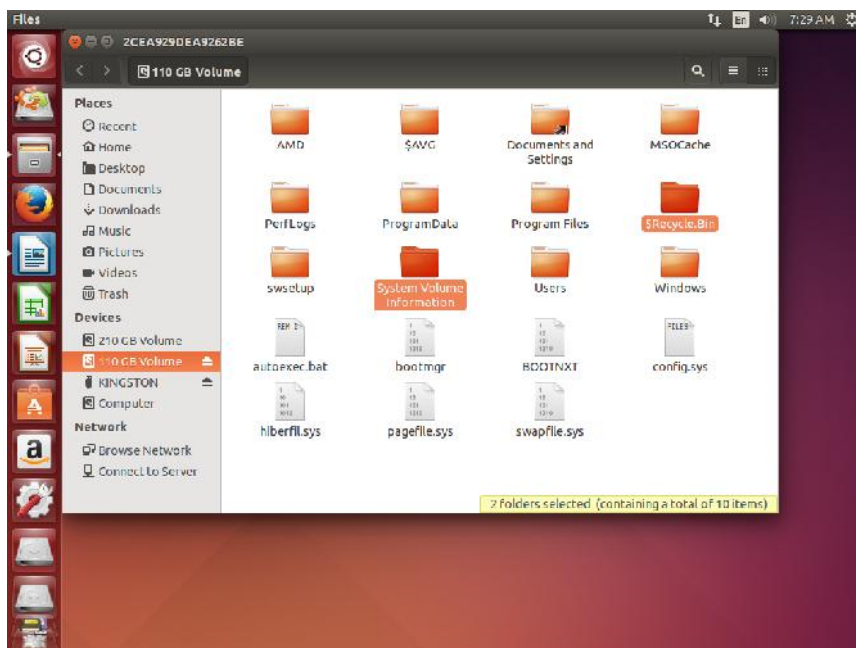 Files
En
7:29 AM
2CEA929DEA9262BE
110 GB Volume
Places
Recent
Home
Desktop
Documents
Downloads
Music
Pictures
Videos
Trash
Devices
210 GB Volume
110 GB Volume
KINGSTON
Computer
Network
Browse Network
Connect to Server
AMD
$AVG
Documents and
Settings
MSOCache
PerfLogs
ProgramData
Program Files
$Recycle.Bin
swsetup
System Volume
Information
Users
Windows
autoexec.bat
bootmgr
BOOTNXT
config.sys
hiberfil.sys
pagefile.sys
swapfile.sys
2 folders selected (containing a total of 10 items)